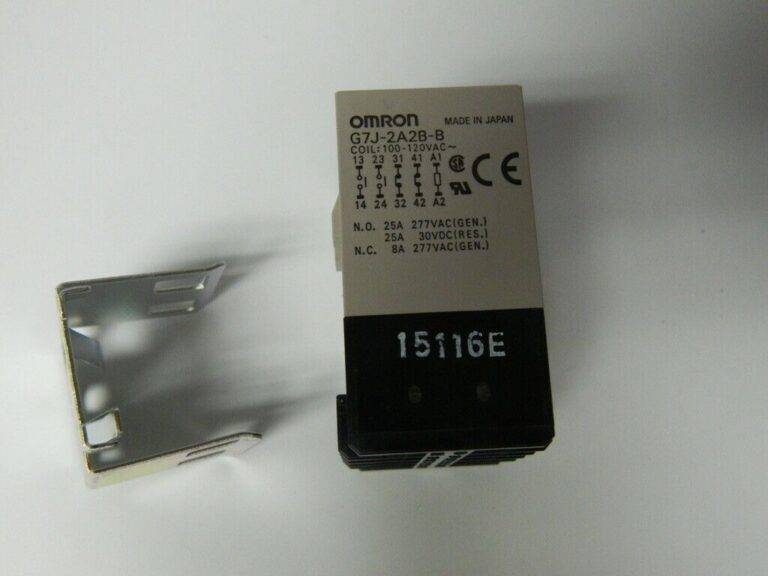 OMRON MADE IN JAPAN
G7J-2A2B-B
COIL:100-120VAC~
13 23 31 41 A1
14 24 32 42 A2
CE
N.O. 25A 277VAC(GEN.)
25A 30VDC(RES.)
N.C. 8A 277VAC(GEN.)
15116E